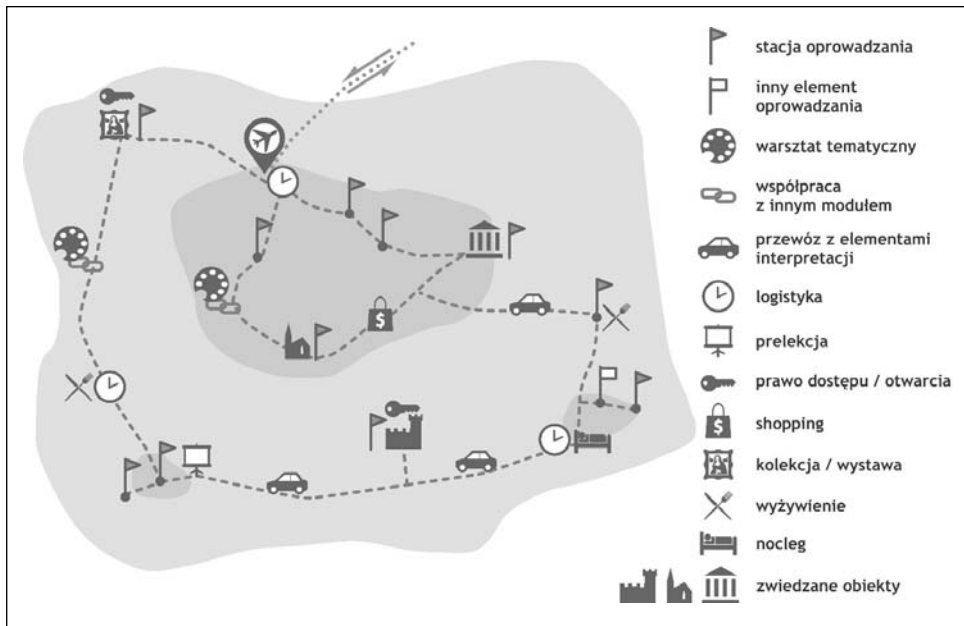 stacja oprowadzania
inny element
oprowadzania
warsztat tematyczny
współpraca
z innym modułem
przewóz z elementami
interpretacji
logistyka
prelekcja
prawo dostępu / otwarcia
shopping
kolekcja / wystawa
wyżywienie
nocleg
zwiedzane obiekty